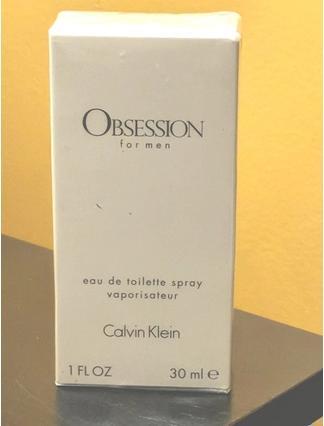 OBSESSION
for men
eau de toilette spray
vaporisateur
Calvin Klein
1 FL OZ 30 ml ℮